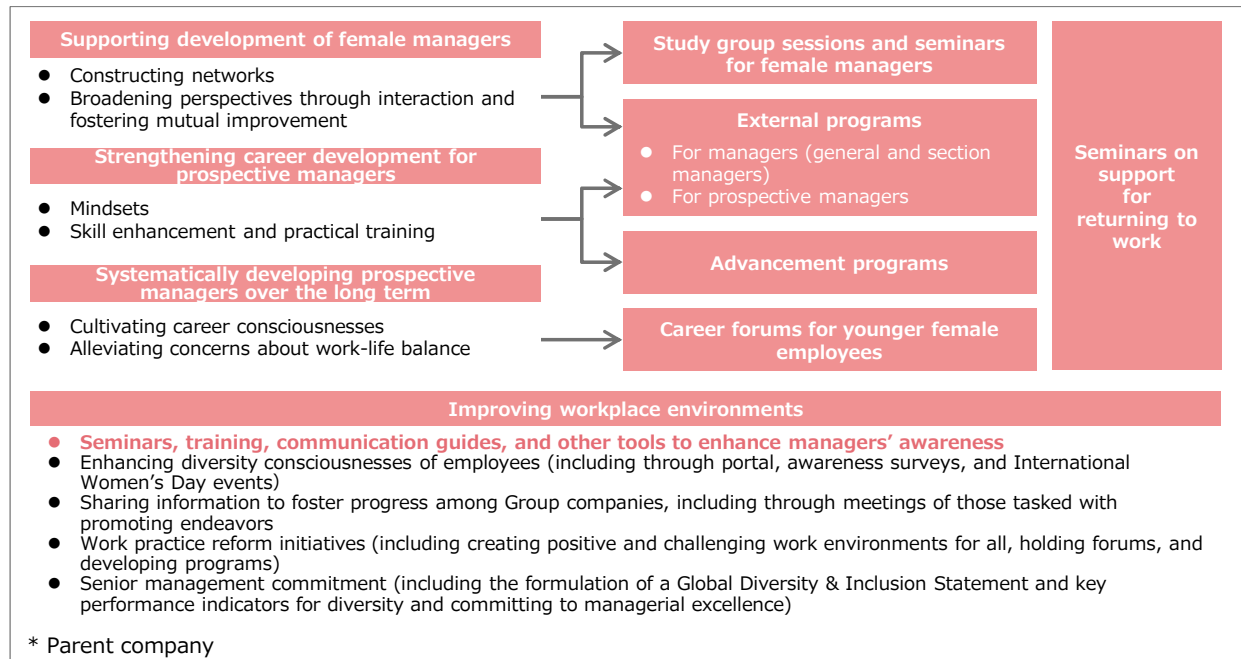 Supporting development of female managers
● Constructing networks
● Broadening perspectives through interaction and
fostering mutual improvement
Strengthening career development for
prospective managers
● Mindsets
● Skill enhancement and practical training
Systematically developing prospective
managers over the long term
● Cultivating career consciousnesses
● Alleviating concerns about work-life balance
Study group sessions and seminars
for female managers
External programs
● For managers (general and section
managers)
● For prospective managers
Advancement programs
Career forums for younger female
employees
Seminars on
support
for
returning to
work
Improving workplace environments
● Seminars, training, communication guides, and other tools to enhance managers’ awareness
● Enhancing diversity consciousnesses of employees (including through portal, awareness surveys, and International
Women’s Day events)
● Sharing information to foster progress among Group companies, including through meetings of those tasked with
promoting endeavors
● Work practice reform initiatives (including creating positive and challenging work environments for all, holding forums, and
developing programs)
● Senior management commitment (including the formulation of a Global Diversity & Inclusion Statement and key
performance indicators for diversity and committing to managerial excellence)
* Parent company